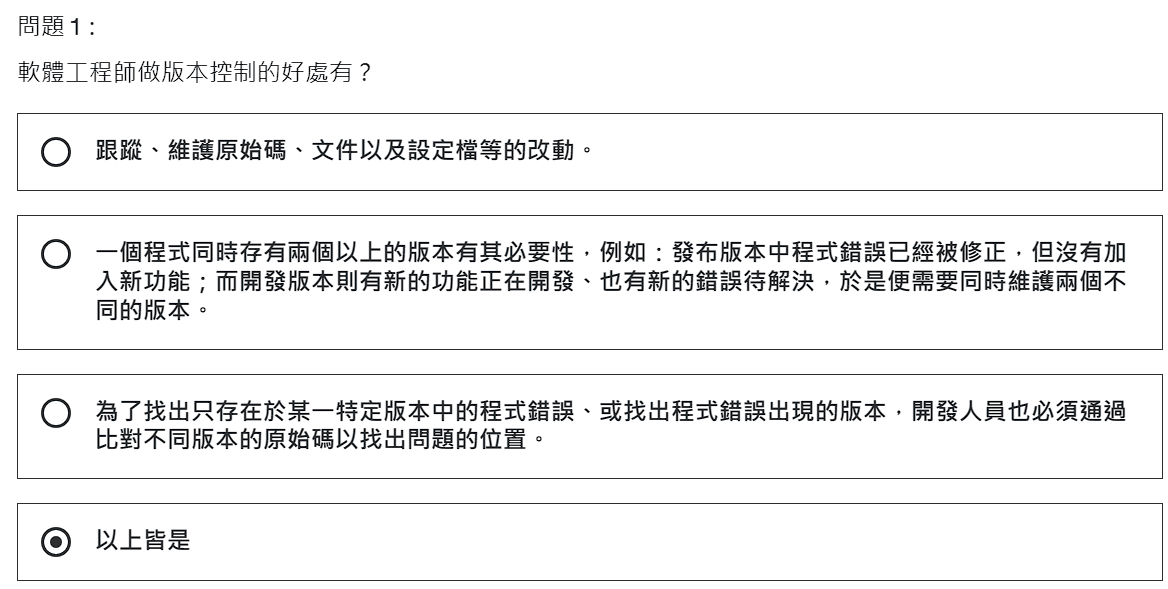 問題 1 :
軟體工程師做版本控制的好處有？
跟蹤、維護原始碼、文件以及設定檔等的改動。
一個程式同時存有兩個以上的版本有其必要性，例如：發布版本中程式錯誤已經被修正，但沒有加
入新功能；而開發版本則有新的功能正在開發、也有新的錯誤待解決，於是便需要同時維護兩個不
同的版本。
為了找出只存在於某一特定版本中的程式錯誤、或找出程式錯誤出現的版本，開發人員也必須通過
比對不同版本的原始碼以找出問題的位置。
以上皆是